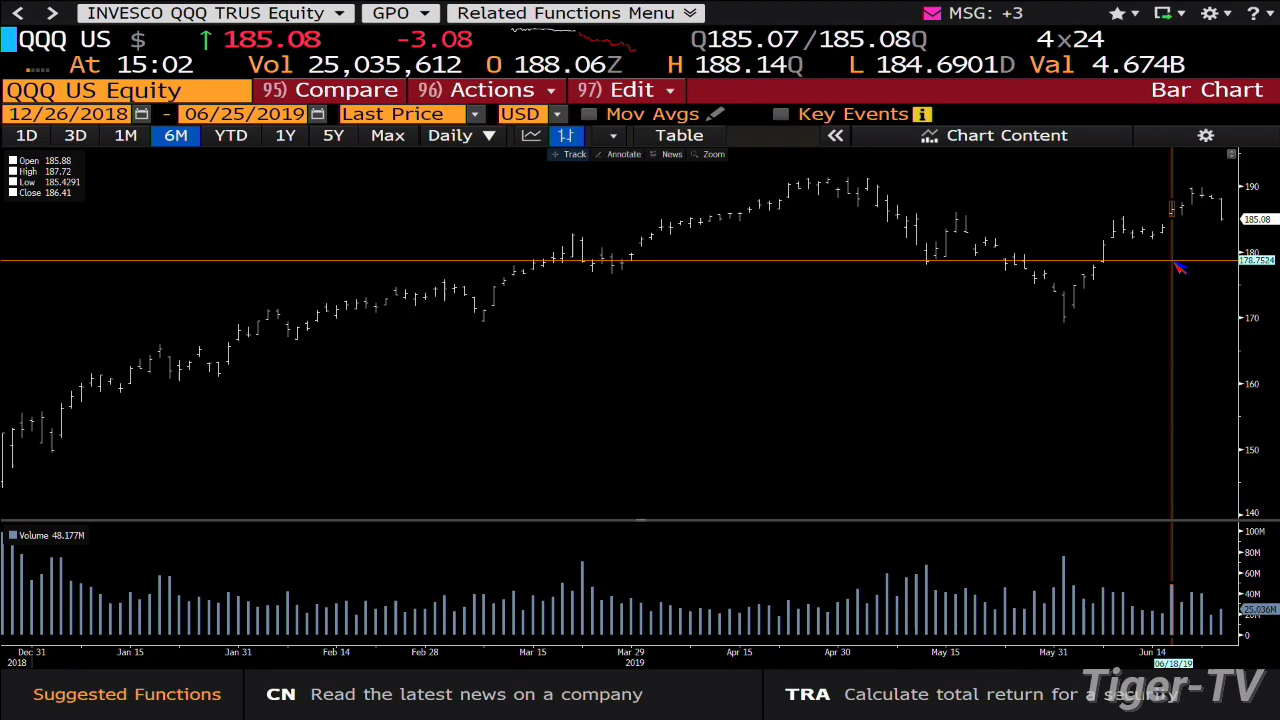 INVESCO QQQ TRUS Equity GPO Related Functions Menu MSG: +3 ?
QQQ US $ ↑ 185.08 -3.08 Q185.07/185.08Q 4x24
At 15:02 Vol 25,035,612 O 188.06Z H 188.14Q L 184.6901D Val 4.674B
QQQ US Equity 95) Compare 96) Actions 97) Edit Bar Chart
12/26/2018 - 06/25/2019 Last Price USD Mov Avgs Key Events i
1D 3D 1M 6M YTD 1Y 5Y Max Daily ▼ Table « Chart Content
Track Annotate News Zoom
Open 185.88
High 187.72
Low 185.4291
Close 186.41
190
185.08
180
178.7524
170
160
150
140
Volume 48.177M
100M
80M
60M
40M
25.036M
20M
0
Dec 31 Jan 15 Jan 31 Feb 14 Feb 28 Mar 15 Mar 29 Apr 15 Apr 30 May 15 May 31 Jun 14
2018 2019 06/18/19
Suggested Functions CN Read the latest news on a company TRA Calculate total return for a security
Tiger-TV